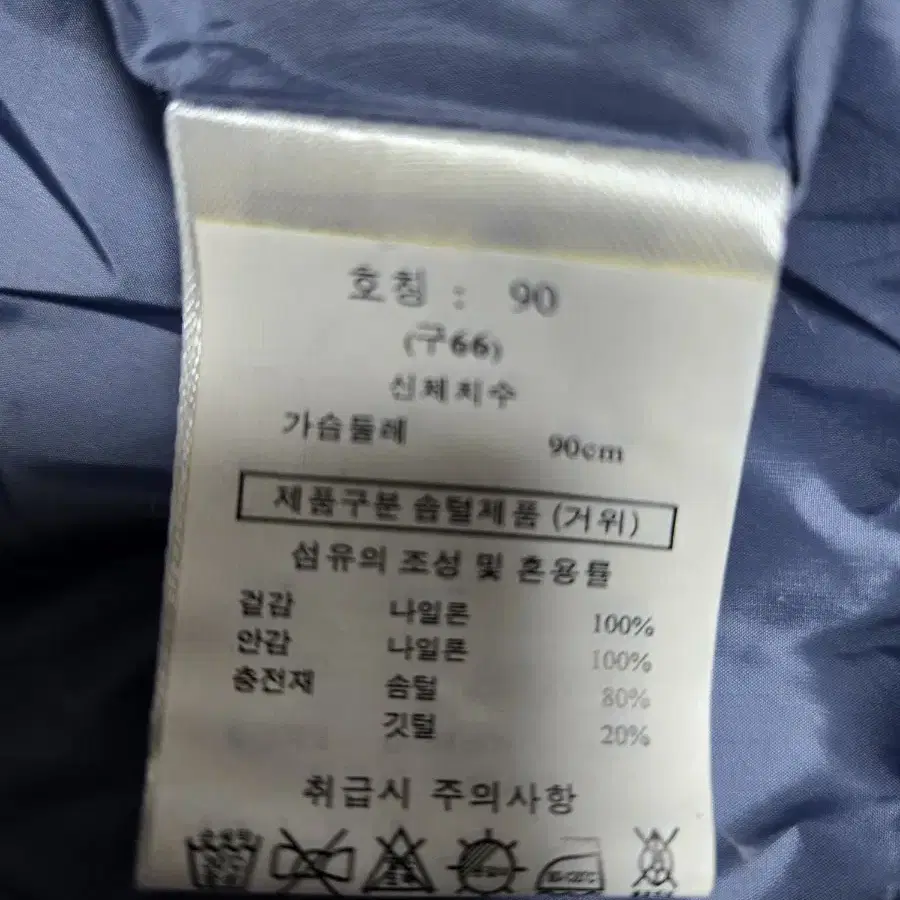 호칭 : 90
(구66)
신체치수
가슴둘레 90cm
제품구분 솜털제품 (거위)
섬유의 조성 및 혼용률
겉감 나일론 100%
안감 나일론 100%
충전재 솜털 80%
깃털 20%
취급시 주의사항